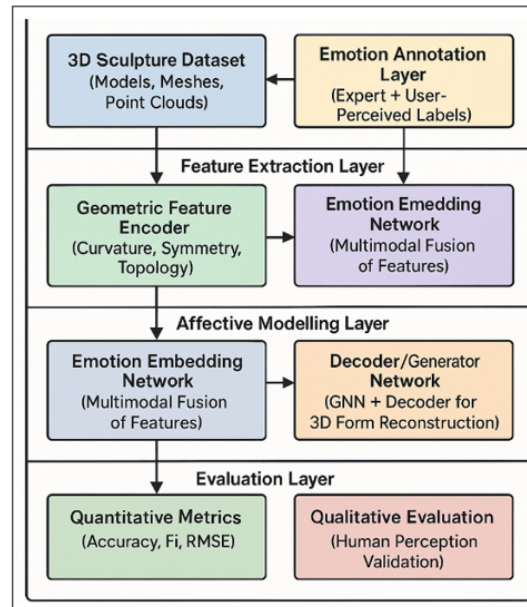 3D Sculpture Dataset
(Models, Meshes,
Point Clouds)
Emotion Annotation
Layer
(Expert + User-
Perceived Labels)
Feature Extraction Layer
Geometric Feature
Encoder
(Curvature, Symmetry,
Topology)
Emotion Emedding
Network
(Multimodal Fusion
of Features)
Affective Modelling Layer
Emotion Embedding
Network
(Multimodal Fusion
of Features)
Decoder/Generator
Network
(GNN + Decoder for
3D Form Reconstruction)
Evaluation Layer
Quantitative Metrics
(Accuracy, Fi, RMSE)
Qualitative Evaluation
(Human Perception
Validation)